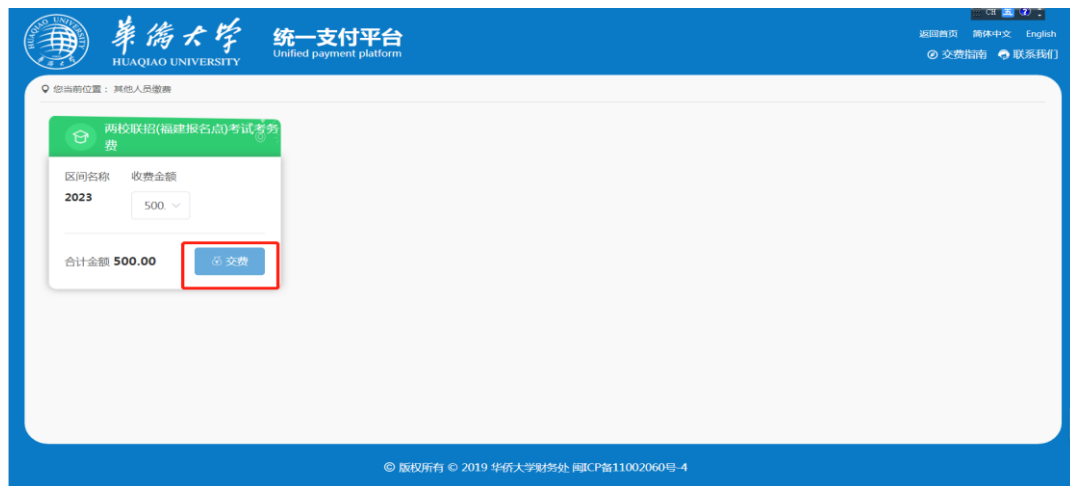 CH 五
華僑大學
HUAQIAO UNIVERSITY
统一支付平台
Unified payment platform
返回首页 简体中文 English
交费指南 联系我们
您当前位置： 其他人员缴费
两校联招(福建报名点)考试考务
费
区间名称 收费金额
2023 500.
合计金额 500.00 交费
© 版权所有 © 2019 华侨大学财务处 闽ICP备11002060号-4